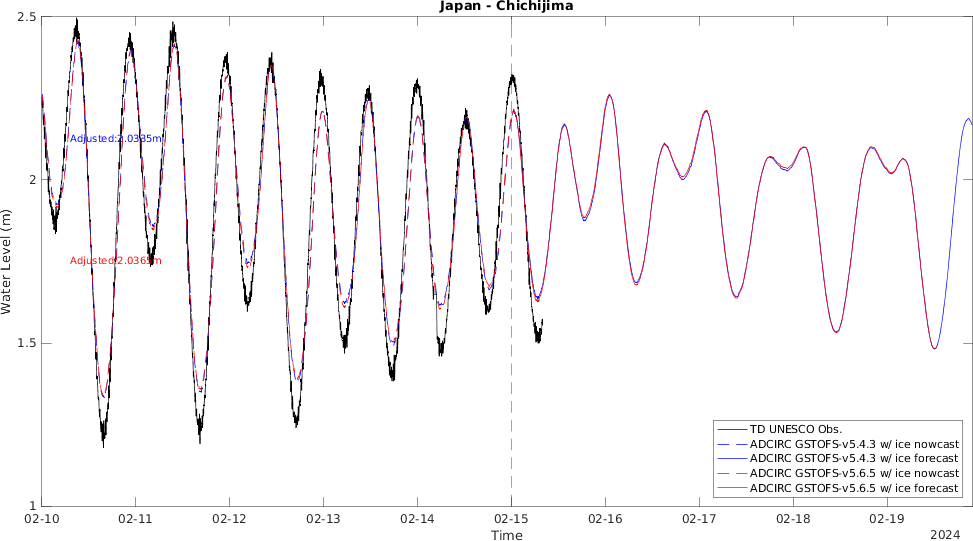 Japan - Chichijima
2.5
2
1.5
1
Water Level (m)
Adjusted:2.0335m
Adjusted:2.0365m
TD UNESCO Obs.
ADCIRC GSTOFS-v5.4.3 w/ ice nowcast
ADCIRC GSTOFS-v5.4.3 w/ ice forecast
ADCIRC GSTOFS-v5.6.5 w/ ice nowcast
ADCIRC GSTOFS-v5.6.5 w/ ice forecast
02-10 02-11 02-12 02-13 02-14 02-15 02-16 02-17 02-18 02-19
Time
2024